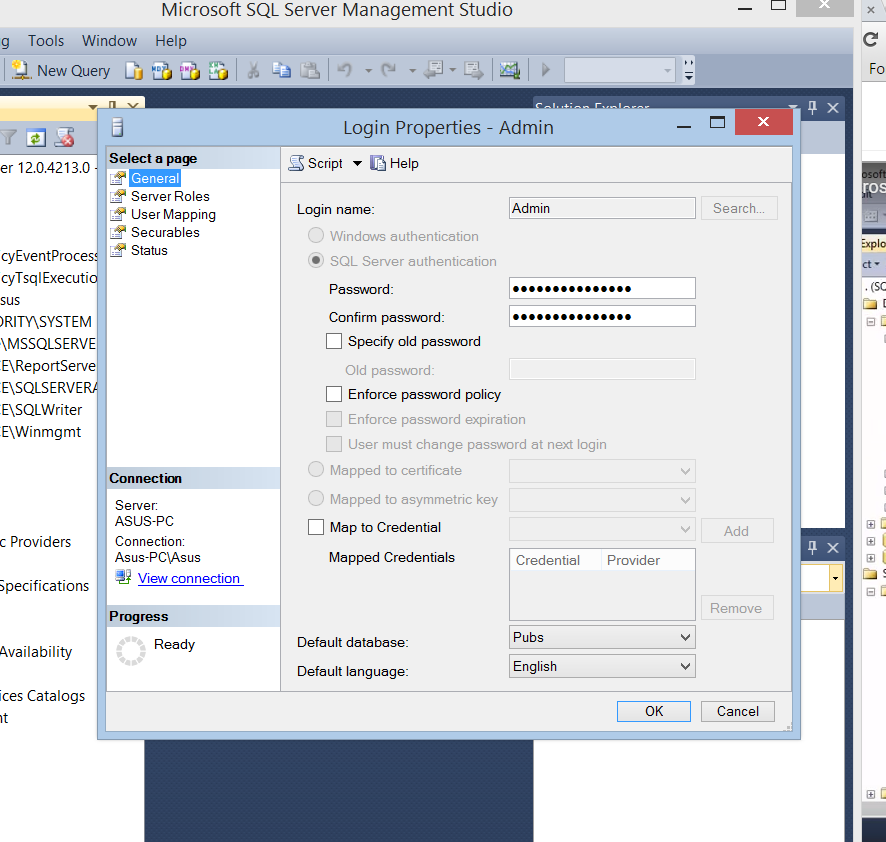 Microsoft SQL Server Management Studio
g Tools Window Help
New Query
Fo
Solution Explorer
Login Properties - Admin
er 12.0.4213.0 -
Select a page
General
Server Roles
User Mapping
Securables
Status
Script Help
Login name: Admin Search...
Windows authentication
SQL Server authentication
Password: ●●●●●●●●●●●●●●●
Confirm password: ●●●●●●●●●●●●●●●
Specify old password
Old password:
Enforce password policy
Enforce password expiration
User must change password at next login
Mapped to certificate
Mapped to asymmetric key
Map to Credential Add
Mapped Credentials Credential Provider
Remove
Default database: Pubs
Default language: English
OK Cancel
Connection
Server:
ASUS-PC
Connection:
Asus-PC\Asus
View connection
Progress
Ready
cyEventProcess
cyTsqlExecutio
sus
ORITY\SYSTEM
\MSSQLSERVE
CE\ReportServe
CE\SQLSERVERA
CE\SQLWriter
CE\Winmgmt
c Providers
Specifications
Availability
ices Catalogs
nt
osoft
ros
Explo
ct
. (SQ